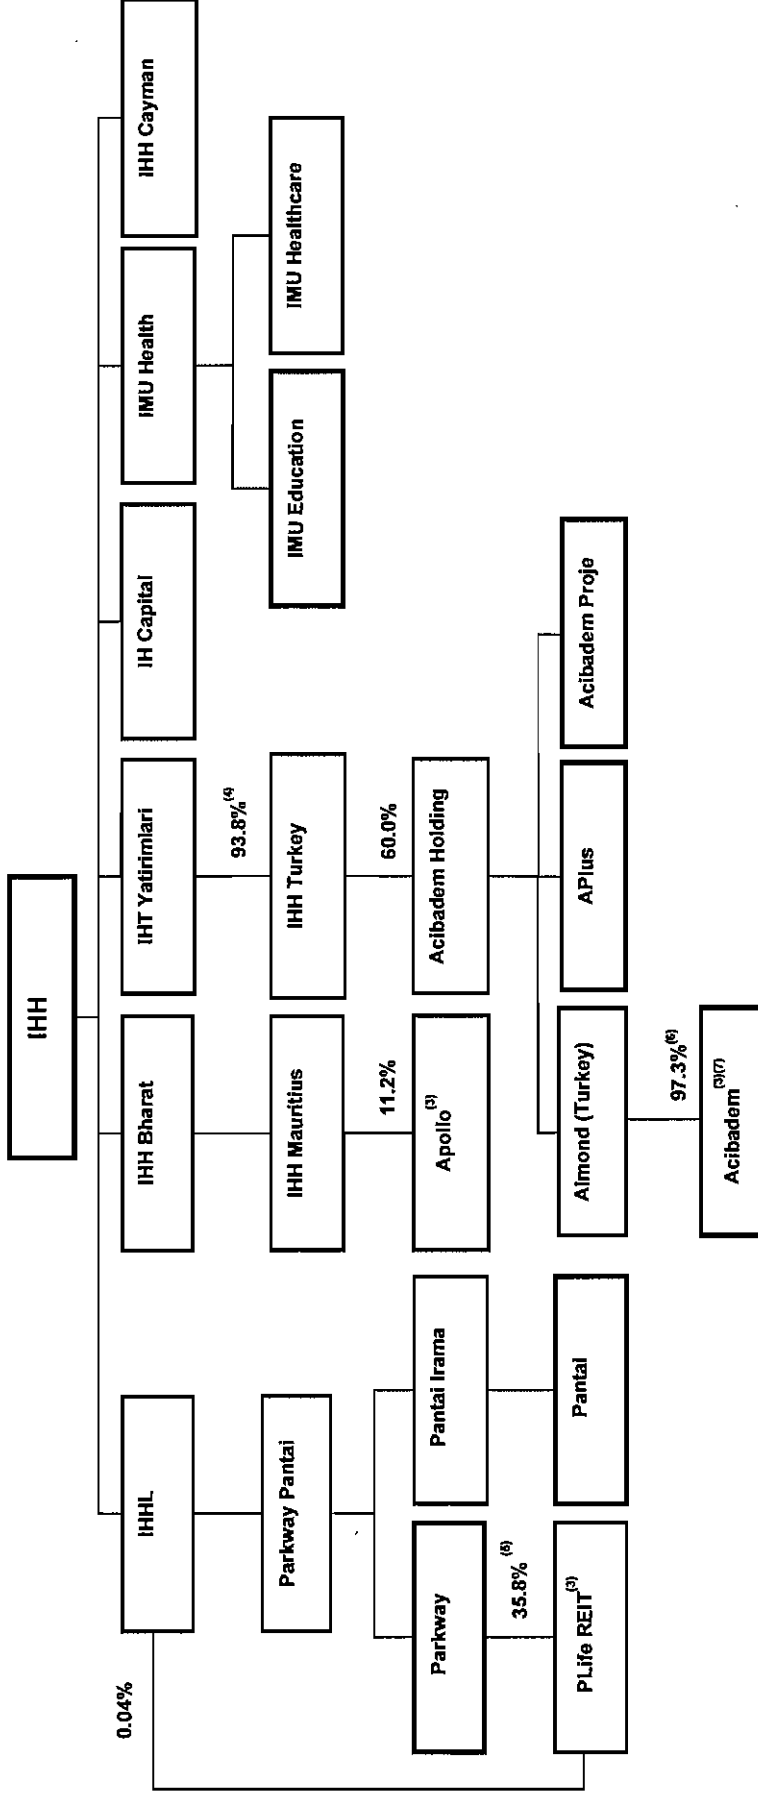 IHH
IHHL
IHH Bharat
IHT Yatirimlari
IH Capital
IMU Health
IHH Cayman
0.04%
93.8%(4)
Parkway Pantai
IHH Mauritius
IHH Turkey
IMU Education
IMU Healthcare
11.2%
60.0%
Parkway
Pantai Irama
Apollo(3)
Acibadem Holding
35.8%(5)
PLife REIT(3)
Pantai
Almond (Turkey)
APlus
Acibadem Proje
97.3%(6)
Acibadem(3)(7)